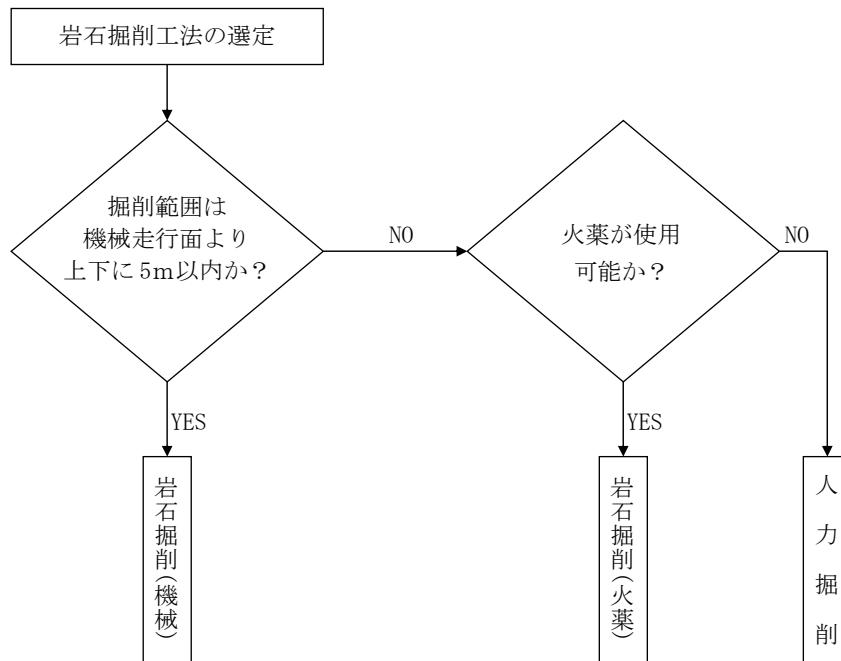 岩石掘削工法の選定
掘削範囲は
機械走行面より
上下に5m以内か？
NO
火薬が使用
可能か？
NO
YES
YES
岩石掘削(機械)
岩石掘削(火薬)
人力掘削